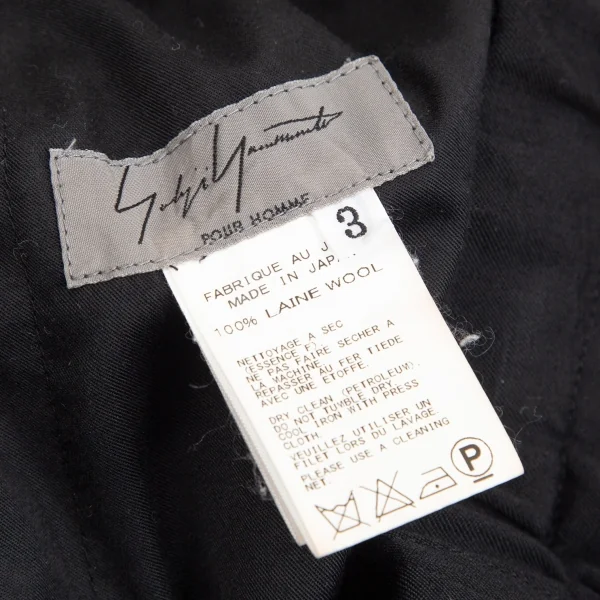 Yohji Yamamoto
POUR HOMME
3
FABRIQUE AU J
MADE IN JAP
100% LAINE WOOL
NETTOYAGE A SEC
(ESSENCE F).
NE PAS FAIRE SECHER A
LA MACHINE.
REPASSER AU FER TIEDE
AVEC UNE ETOFFE.
DRY CLEAN (PETROLEUM).
DO NOT TUMBLE DRY.
COOL IRON WITH PRESS
CLOTH.
VEUILLEZ UTILISER UN
FILET LORS DU LAVAGE.
PLEASE USE A CLEANING
NET.
P